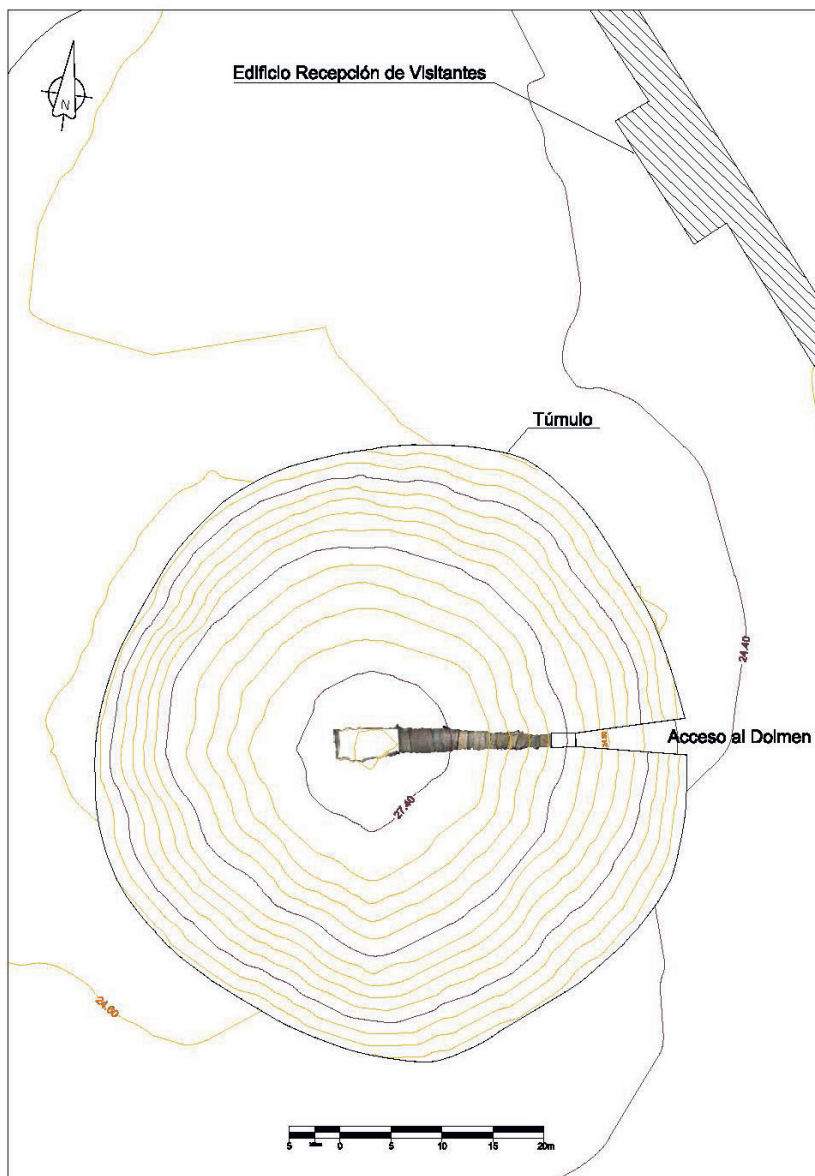 Edificio Recepción de Visitantes
N
Túmulo
24.40
Acceso al Dolmen
27.40
24.60
5 0 5 10 15 20m